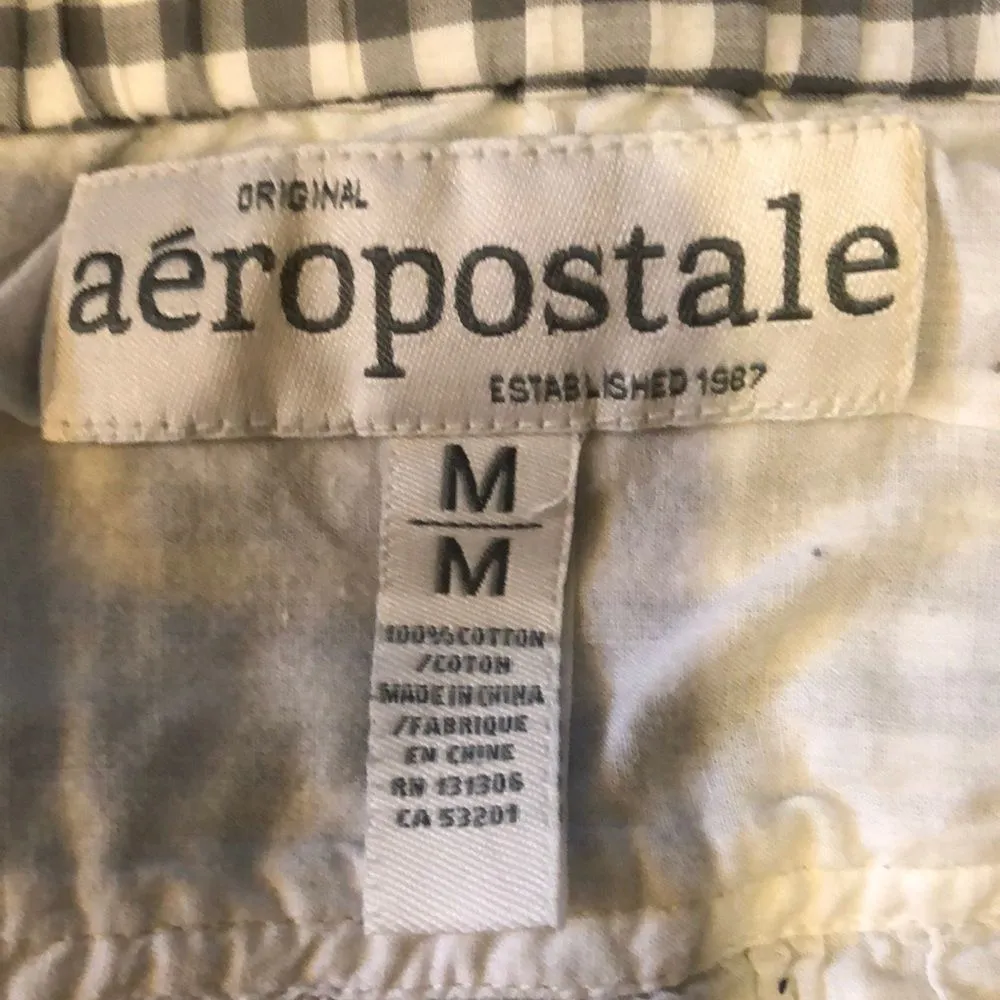 ORIGINAL
aéropostale
ESTABLISHED 1987
M
M
100% COTTON
/COTON
MADE IN CHINA
/FABRIQUE
EN CHINE
RN 131306
CA 53201